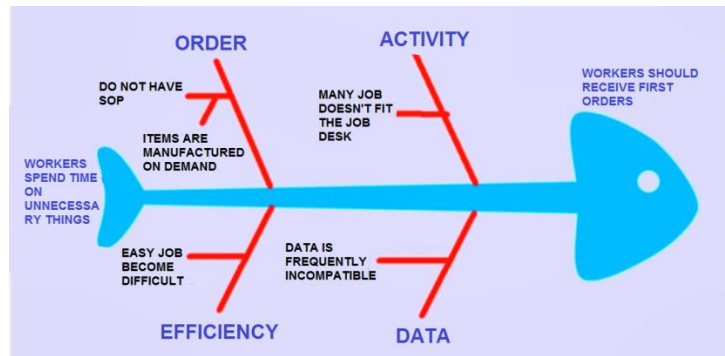 ORDER
ACTIVITY
DO NOT HAVE
SOP
ITEMS ARE
MANUFACTURED
ON DEMAND
MANY JOB
DOESN'T FIT
THE JOB
DESK
WORKERS SHOULD
RECEIVE FIRST
ORDERS
WORKERS
SPEND TIME
ON
UNNECESSA
RY THINGS
EASY JOB
BECOME
DIFFICULT
DATA IS
FREQUENTLY
INCOMPATIBLE
EFFICIENCY
DATA